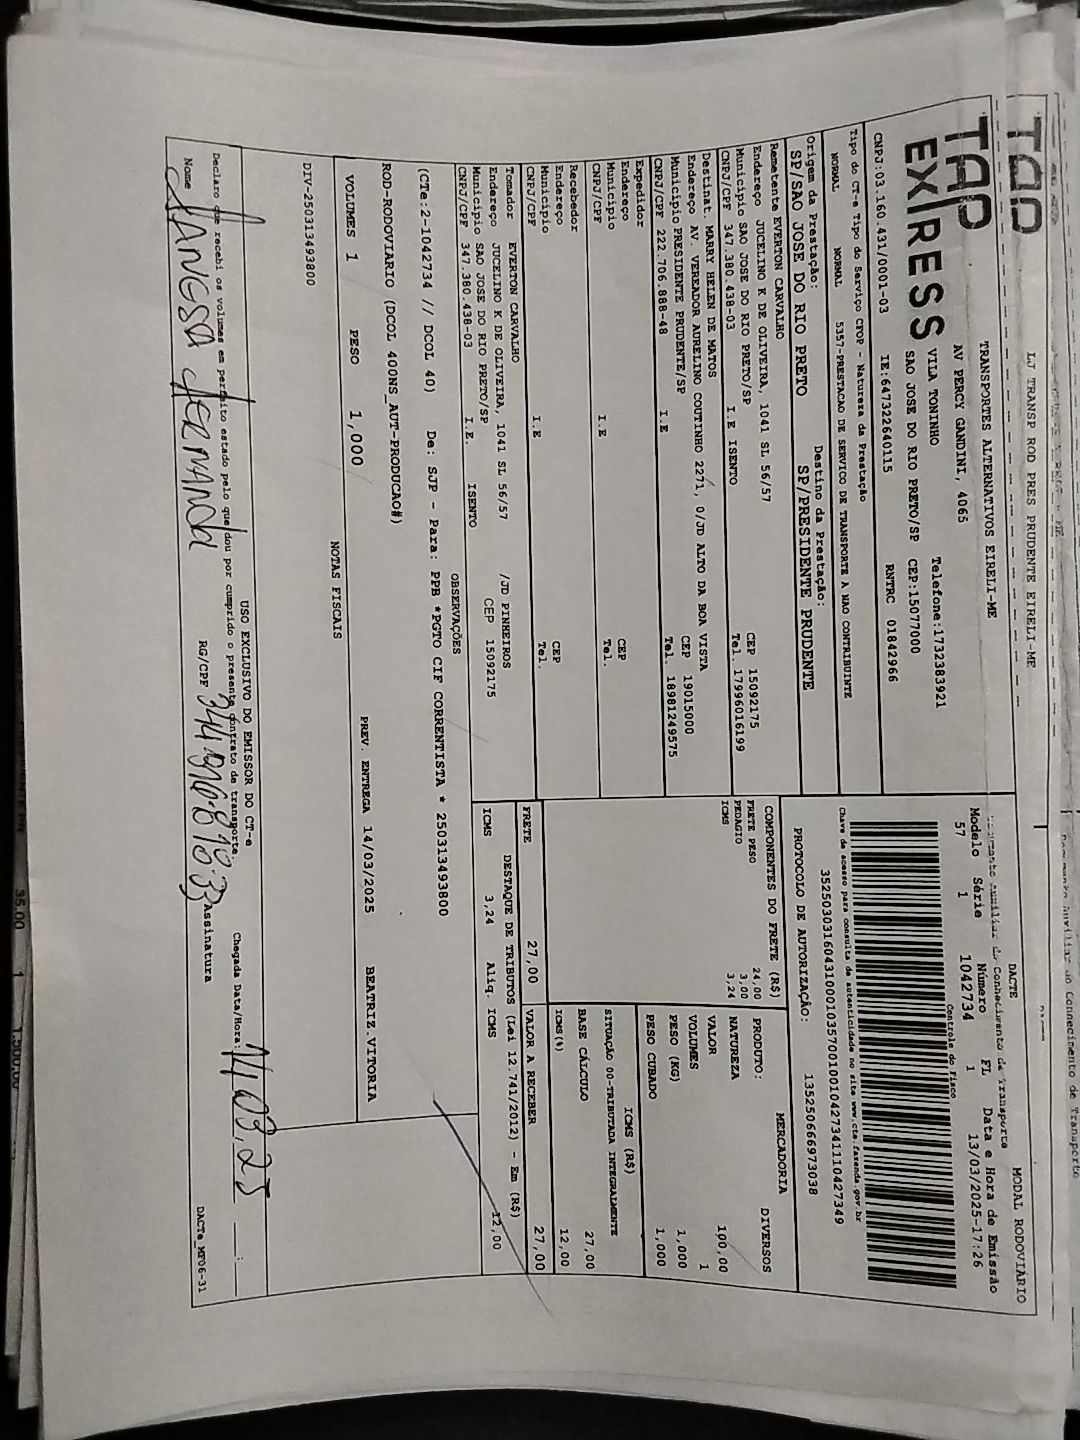 LJ TRANSP ROD PRES PRUDENTE EIRELI-ME
TAP
EXPRESS
TRANSPORTES ALTERNATIVOS EIRELI-ME
AV PERCY GANDINI, 4065
VILA TONINHO Telefone:1732383921
SAO JOSE DO RIO PRETO/SP CEP:15077000
CNPJ:03.160.431/0001-03 IE:647322640115 RNTRC 01842966
DACTE MODAL RODOVIÁRIO
Documento Auxiliar do Conhecimento de Transporte
Modelo Série Número FL Data e Hora de Emissão
57 1 1042734 1 13/03/2025-17:26
Controle do Fisco
Chave de acesso para consulta de autenticidade no site www.cte.fazenda.gov.br
35250303160431000103570010010427341110427349
PROTOCOLO DE AUTORIZAÇÃO: 135250666973038
Tipo do CT-e Tipo do Serviço CFOP - Natureza da Prestação
NORMAL NORMAL 5357-PRESTACAO DE SERVICO DE TRANSPORTE A NAO CONTRIBUINTE
Origem da Prestação: Destino da Prestação:
SP/SAO JOSE DO RIO PRETO SP/PRESIDENTE PRUDENTE
Remetente EVERTON CARVALHO
Endereço JUCELINO K DE OLIVEIRA, 1041 SL 56/57
Município SAO JOSE DO RIO PRETO/SP CEP 15092175
CNPJ/CPF 347.380.438-03 I.E ISENTO Tel. 17996016199
Destinat. MARRY HELEN DE MATOS
Endereço AV. VEREADOR AURELINO COUTINHO 2271, 0/JD ALTO DA BOA VISTA
Município PRESIDENTE PRUDENTE/SP CEP 19015000
CNPJ/CPF 222.706.888-48 I.E Tel. 18981249575
Expedidor
Endereço
Município CEP
CNPJ/CPF I.E Tel.
Recebedor
Endereço
Município CEP
CNPJ/CPF I.E Tel.
Tomador EVERTON CARVALHO
Endereço JUCELINO K DE OLIVEIRA, 1041 SL 56/57 /JD PINHEIROS
Município SAO JOSE DO RIO PRETO/SP CEP 15092175
CNPJ/CPF 347.380.438-03 I.E. ISENTO
COMPONENTES DO FRETE (R$)
FRETE PESO 24,00
PEDAGIO 3,00
ICMS 3,24
PRODUTO: DIVERSOS
MERCADORIA
NATUREZA
VALOR 100,00
VOLUMES 1
PESO (KG) 1,000
PESO CUBADO 1,000
ICMS (R$)
SITUAÇÃO 00-TRIBUTADA INTEGRALMENTE
BASE CÁLCULO 27,00
ICMS(%) 12,00
FRETE 27,00 VALOR A RECEBER 27,00
DESTAQUE DE TRIBUTOS (Lei 12.741/2012) - Em (R$)
ICMS 3,24 Aliq. ICMS 12,00
OBSERVAÇÕES
(CTe:2-1042734 // DCOL 40) De: SJP - Para: PPB *PGTO CIF CORRENTISTA * 250313493800
ROD-RODOVIARIO (DCOL 400NS_AUT-PRODUCAO#)
VOLUMES 1 PESO 1,000 PREV. ENTREGA 14/03/2025 BEATRIZ.VITORIA
NOTAS FISCAIS
DIV-250313493800
USO EXCLUSIVO DO EMISSOR DO CT-e
Declaro que recebi os volumes em perfeito estado pelo que dou por cumprido o presente contrato de transporte. Chegada Data/Hora:
Nome VANESSA FERNANDA RG/CPF Assinatura
DACTe_MF06-31